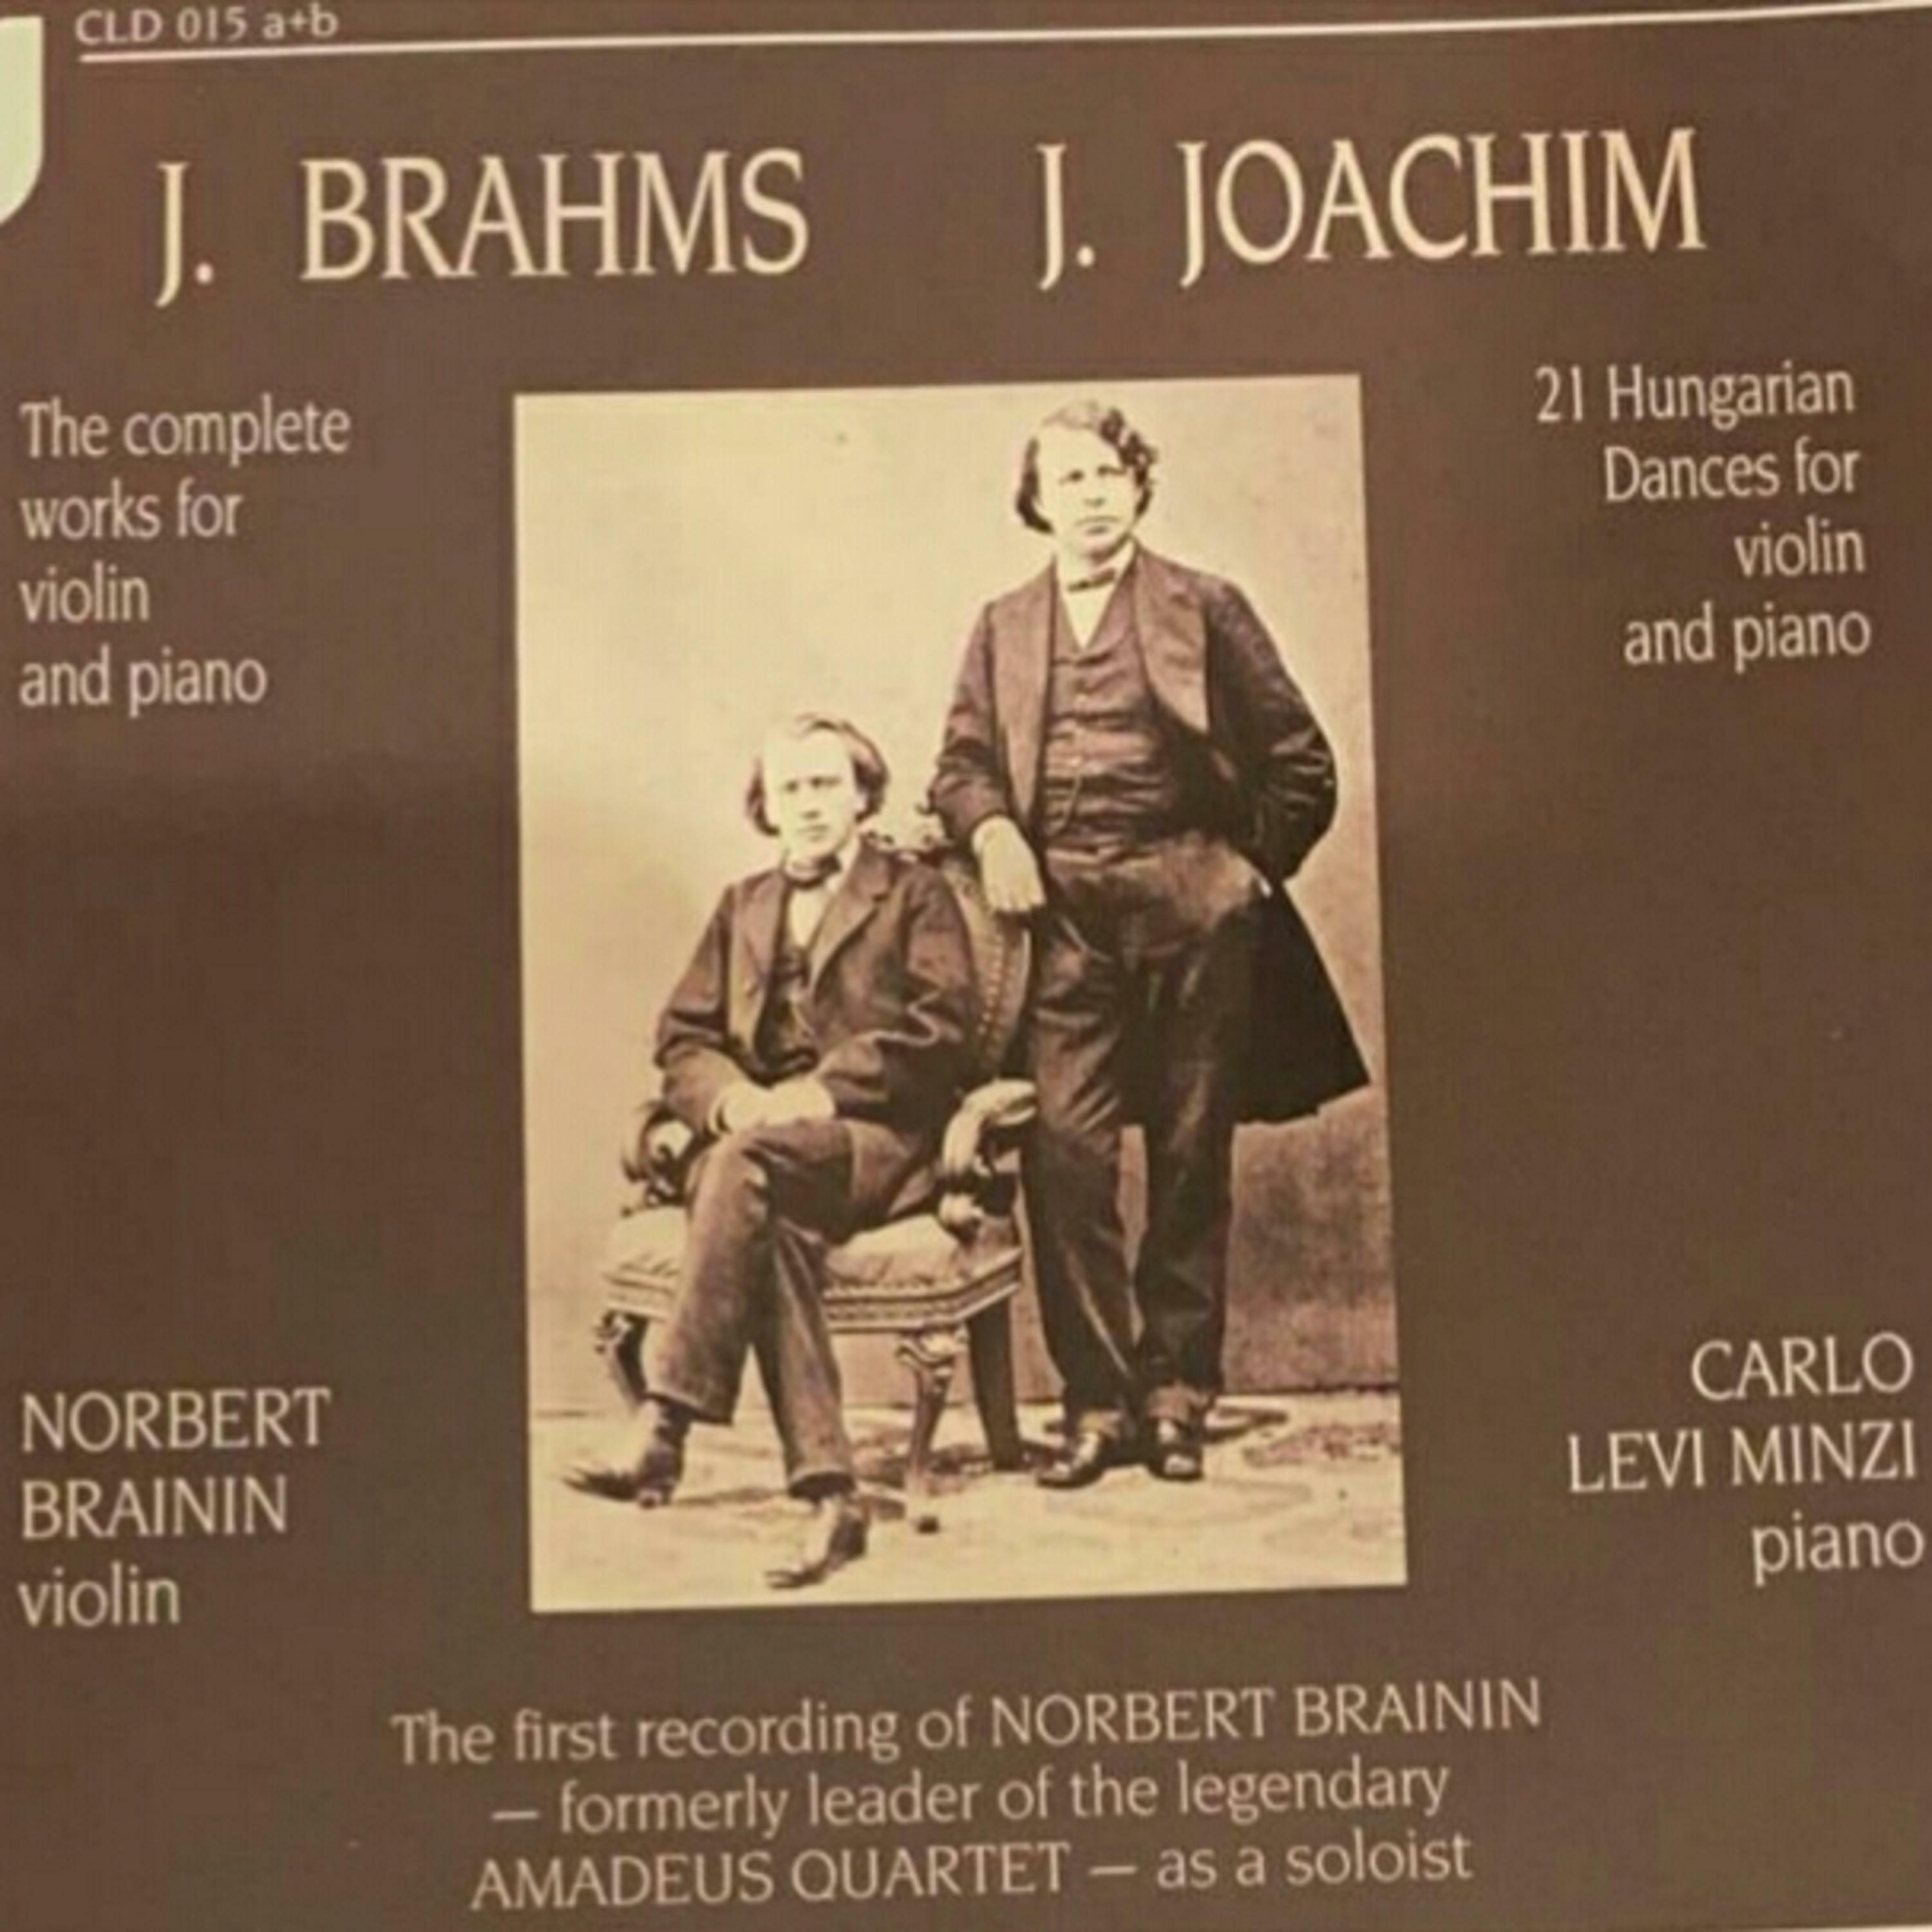 CLD 015 a+b
J. BRAHMS J. JOACHIM
The complete
works for
violin
and piano
21 Hungarian
Dances for
violin
and piano
NORBERT
BRAININ
violin
CARLO
LEVI MINZI
piano
The first recording of NORBERT BRAININ
— formerly leader of the legendary
AMADEUS QUARTET — as a soloist